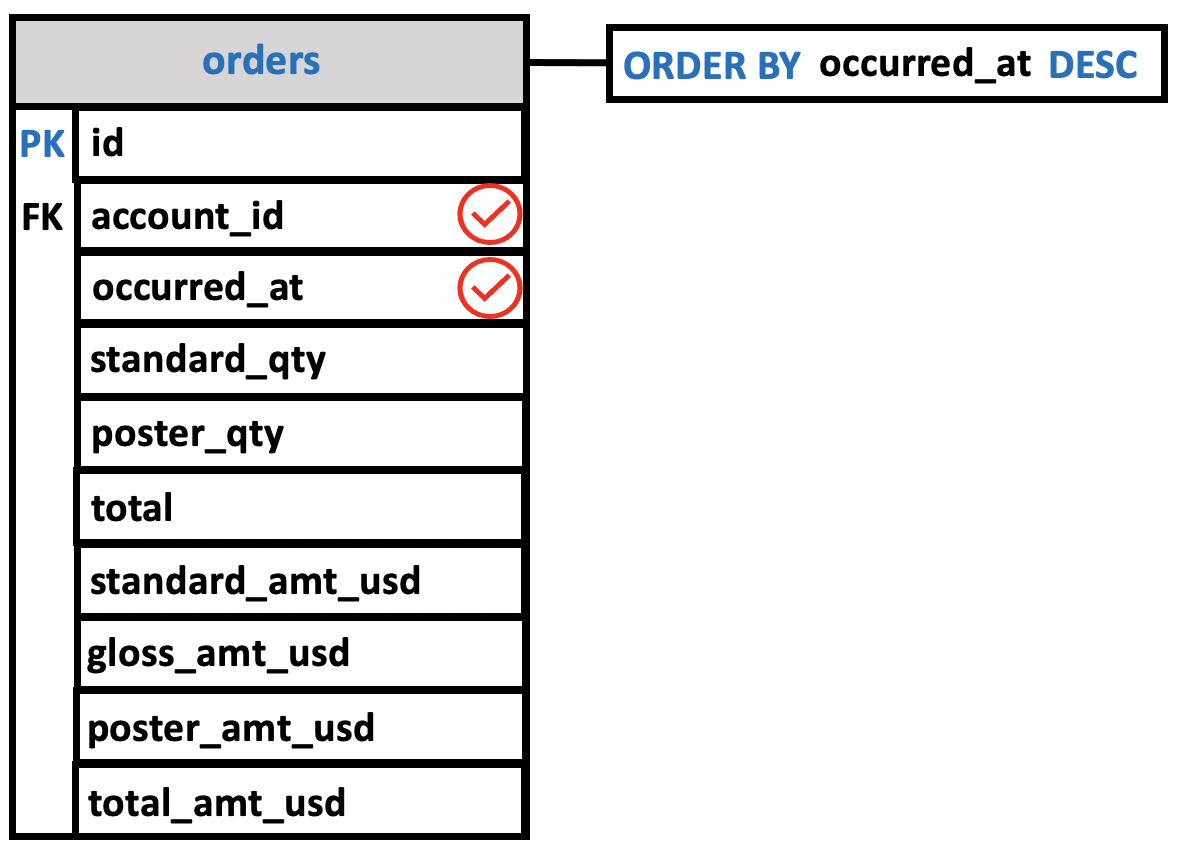 orders
ORDER BY occurred_at DESC
PK id
FK account_id
occurred_at
standard_qty
poster_qty
total
standard_amt_usd
gloss_amt_usd
poster_amt_usd
total_amt_usd